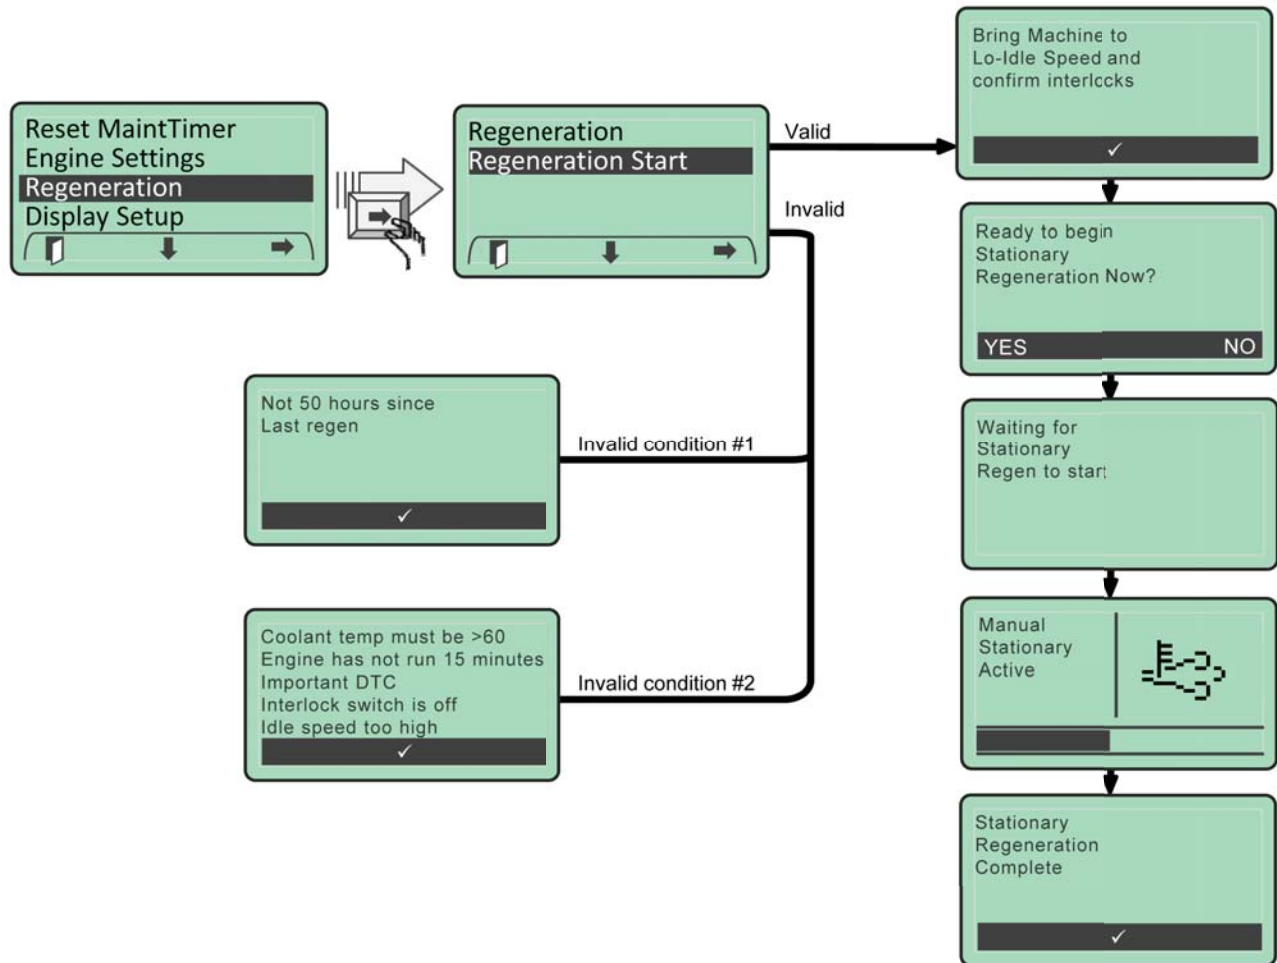 Reset MaintTimer
Engine Settings
Regeneration
Display Setup
Regeneration
Regeneration Start
Valid
Invalid
Bring Machine to
Lo-Idle Speed and
confirm interlocks
✓
Ready to begin
Stationary
Regeneration Now?
YES NO
Waiting for
Stationary
Regen to start
Manual
Stationary
Active
Stationary
Regeneration
Complete
✓
Not 50 hours since
Last regen
✓
Invalid condition #1
Coolant temp must be >60
Engine has not run 15 minutes
Important DTC
Interlock switch is off
Idle speed too high
✓
Invalid condition #2